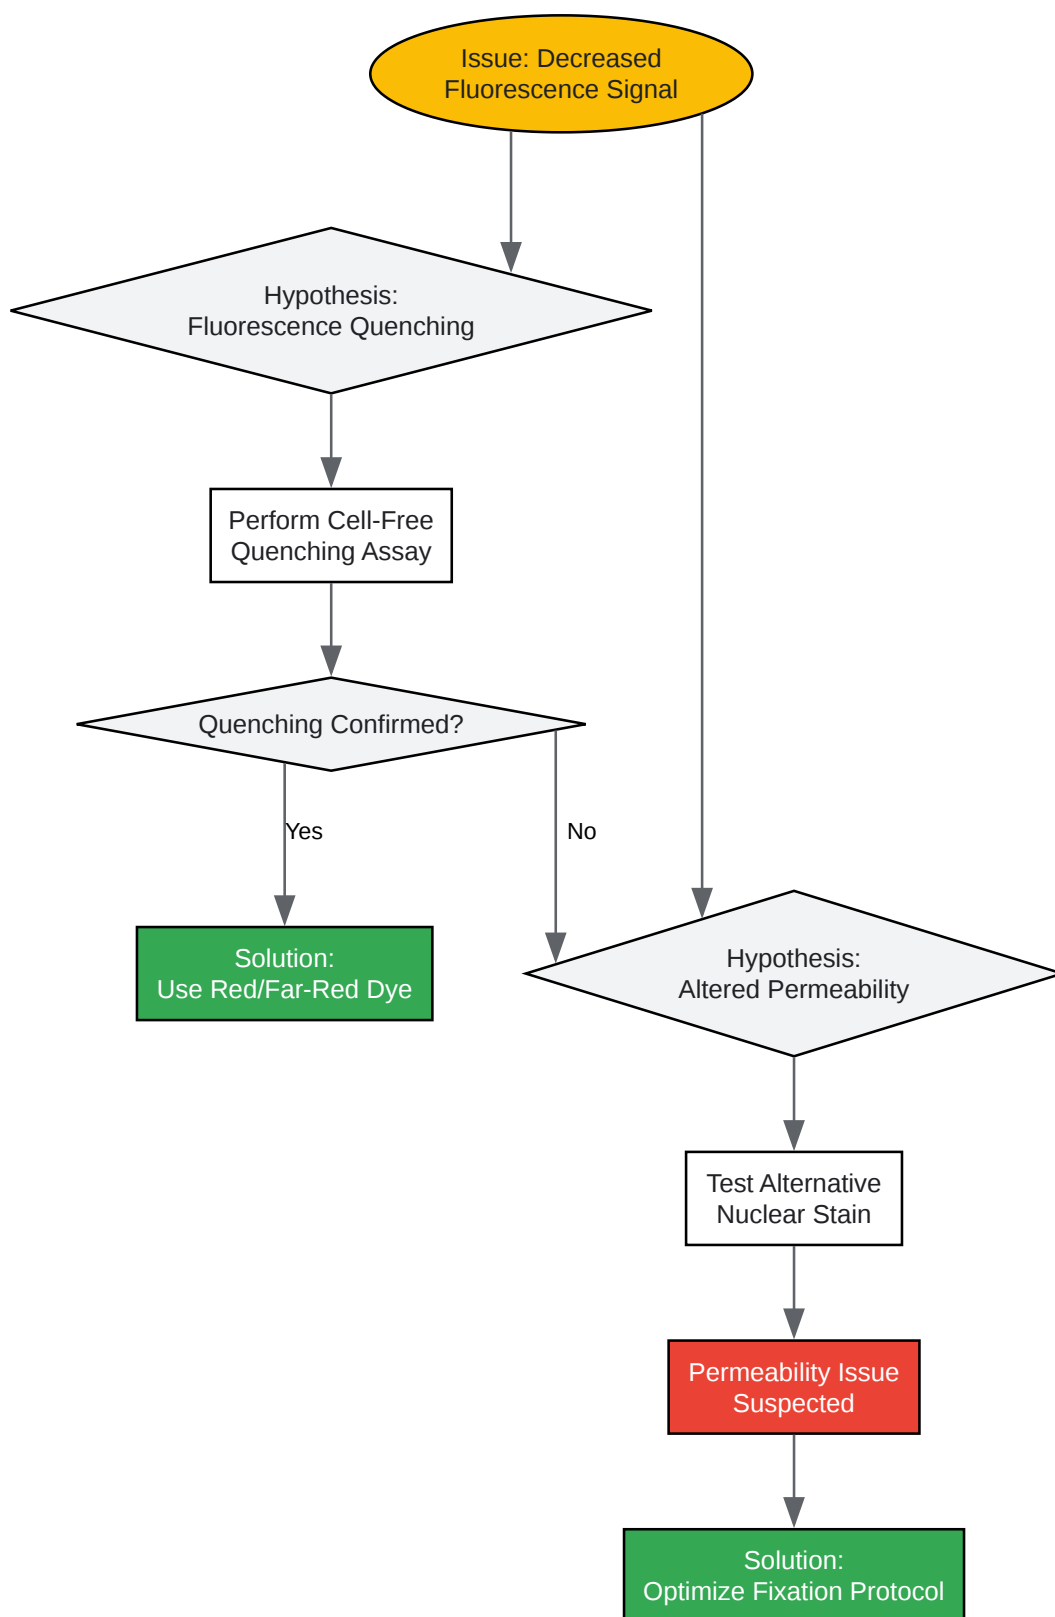 Issue: Decreased
Fluorescence Signal
Hypothesis:
Fluorescence Quenching
Perform Cell-Free
Quenching Assay
Quenching Confirmed?
Yes
No
Solution:
Use Red/Far-Red Dye
Hypothesis:
Altered Permeability
Test Alternative
Nuclear Stain
Permeability Issue
Suspected
Solution:
Optimize Fixation Protocol